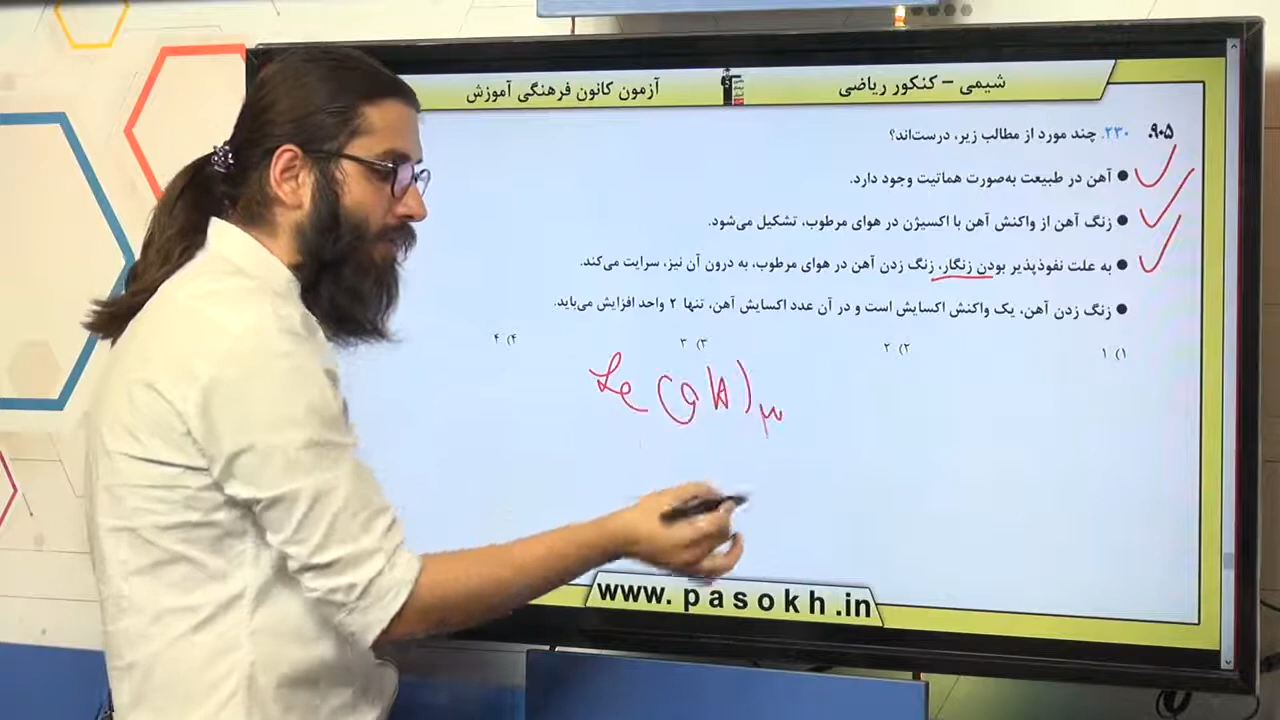 شیمی – کنکور ریاضی
آزمون کانون فرهنگی آموزش
۹۰۵. ۲۳۰. چند مورد از مطالب زیر، درست‌اند؟
● آهن در طبیعت به‌صورت هماتیت وجود دارد.
● زنگ آهن از واکنش آهن با اکسیژن در هوای مرطوب، تشکیل می‌شود.
● به علت نفوذپذیر بودن زنگار، زنگ زدن آهن در هوای مرطوب، به درون آن نیز، سرایت می‌کند.
● زنگ زدن آهن، یک واکنش اکسایش است و در آن عدد اکسایش آهن، تنها ۲ واحد افزایش می‌یابد.
۱) ۱ ۲) ۲ ۳) ۳ ۴) ۴
Fe(OH)۳
www.pasokh.in